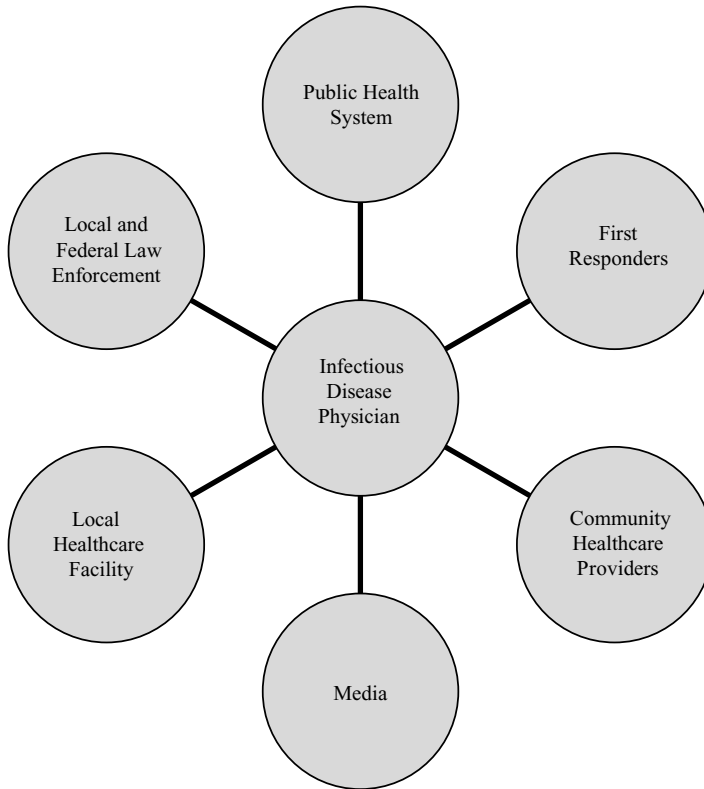 Public Health
System
Local and
Federal Law
Enforcement
First
Responders
Infectious
Disease
Physician
Local
Healthcare
Facility
Community
Healthcare
Providers
Media